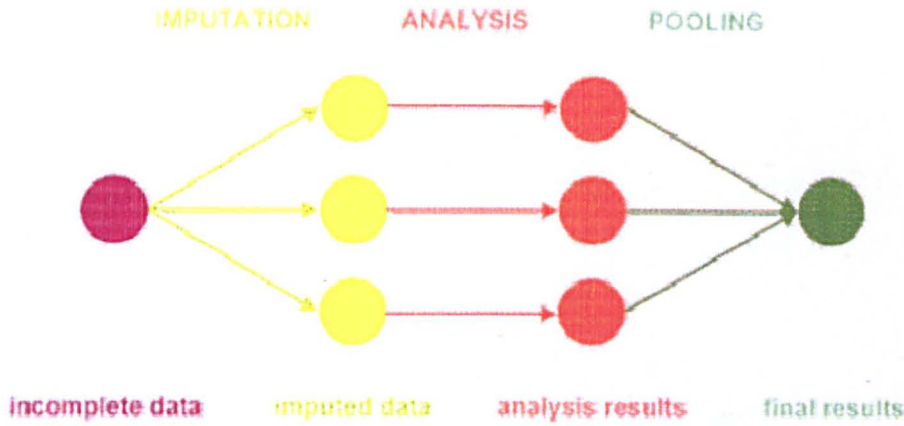 IMPUTATION ANALYSIS POOLING
incomplete data imputed data analysis results final results